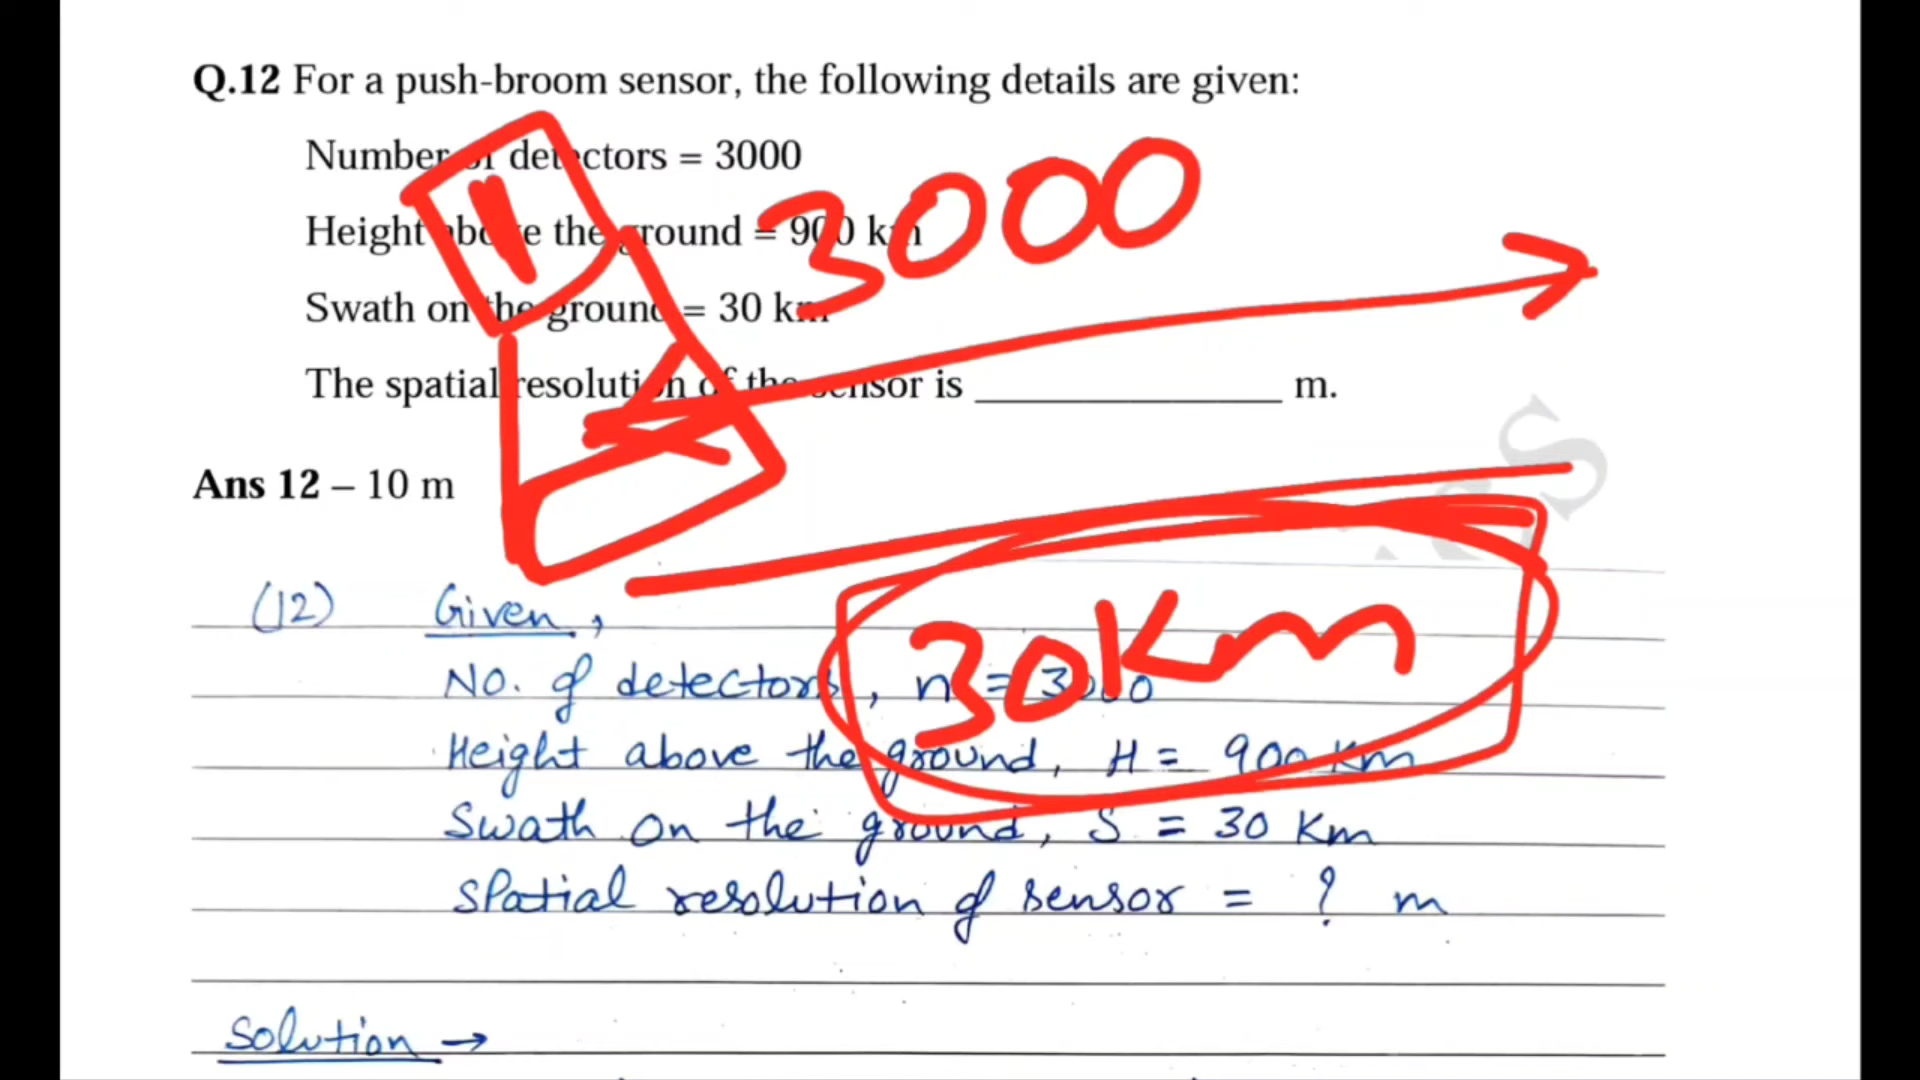 Q.12 For a push-broom sensor, the following details are given:
Number of detectors = 3000
3000
Height above the ground = 900 km
Swath on the ground = 30 km
The spatial resolution of the sensor is ______________ m.
Ans 12 – 10 m
(12) Given,
30Km
No. of detectors, n = 3000
Height above the ground, H = 900 Km
Swath on the ground, S = 30 Km
Spatial resolution of sensor = ? m
Solution →